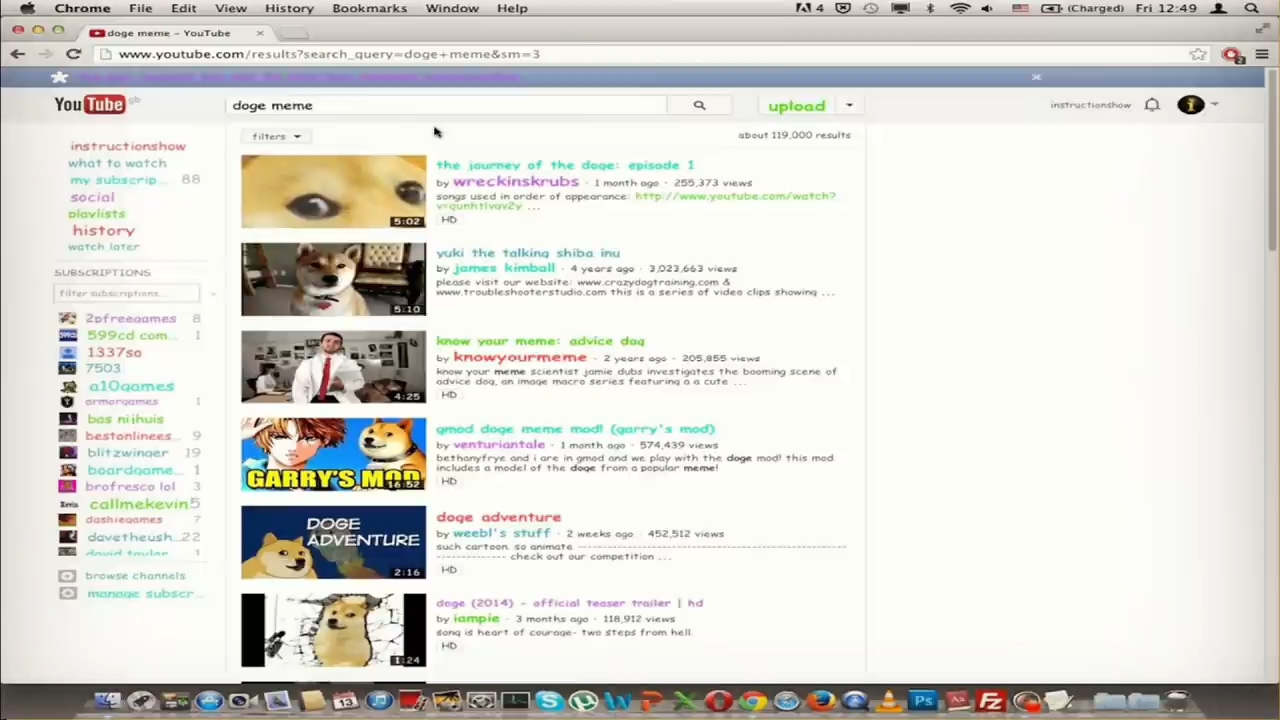 Chrome File Edit View History Bookmarks Window Help 4 (Charged) Fri 12:49
doge meme - YouTube
www.youtube.com/results?search_query=doge+meme&sm=3
YouTube gb doge meme upload instructionshow
filters about 119,000 results
instructionshow
what to watch
my subscrip... 88
social
playlists
history
watch later
SUBSCRIPTIONS
filter subscriptions...
2pfreegames 8
599cd com... 1
1337so
7503
a10games
armorgames 1
bas nijhuis
bestonlinees... 9
blitzwinger 19
boardgame... 1
brofresco lol 3
callmekevin 5
dashiegames 7
davetheush... 22
david taylor 1
browse channels
manage subscr...
5:02
the journey of the doge: episode 1
by wreckinskrubs · 1 month ago · 255,373 views
songs used in order of appearance: http://www.youtube.com/watch?
HD
5:10
yuki the talking shiba inu
by james kimball · 4 years ago · 3,023,663 views
please visit our website: www.crazydogtraining.com &
www.troubleshooterstudio.com this is a series of video clips showing ...
4:25
know your meme: advice dog
by knowyourmeme · 2 years ago · 205,855 views
know your meme scientist jamie dubs investigates the booming scene of
advice dog, an image macro series featuring a a cute ...
HD
GARRY'S MOD
16:52
gmod doge meme mod! (garry's mod)
by venturiantale · 1 month ago · 574,439 views
bethanyfrye and i are in gmod and we play with the doge mod! this mod
includes a model of the doge from a popular meme!
HD
DOGE
ADVENTURE
2:16
doge adventure
by weebl's stuff · 2 weeks ago · 452,512 views
such cartoon. so animate -----------------------------------------------------
------------------ check out our competition ...
HD
1:24
doge (2014) - official teaser trailer | hd
by iampie · 3 months ago · 118,912 views
song is heart of courage- two steps from hell.
HD